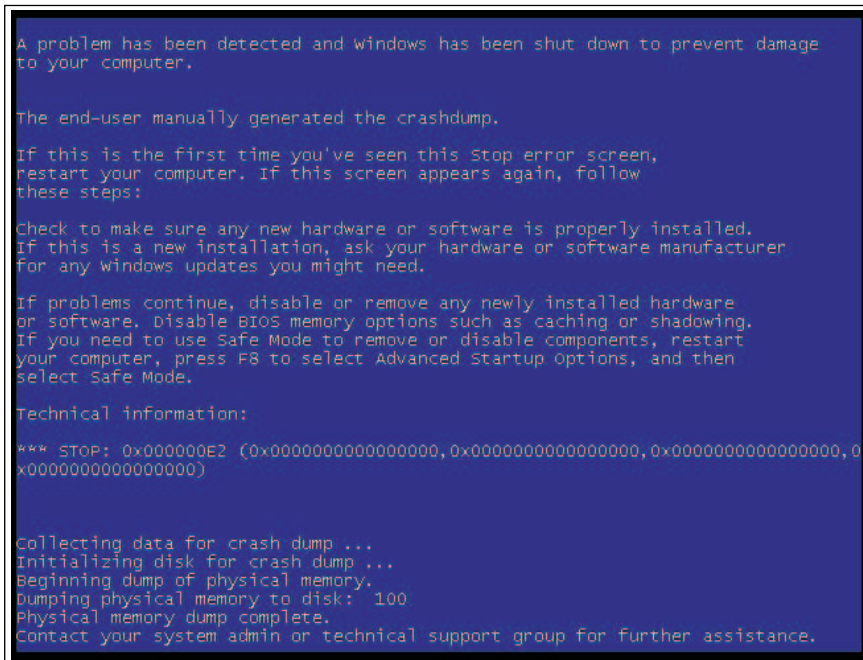 A problem has been detected and Windows has been shut down to prevent damage
to your computer.
The end-user manually generated the crashdump.
If this is the first time you've seen this Stop error screen,
restart your computer. If this screen appears again, follow
these steps:
Check to make sure any new hardware or software is properly installed.
If this is a new installation, ask your hardware or software manufacturer
for any Windows updates you might need.
If problems continue, disable or remove any newly installed hardware
or software. Disable BIOS memory options such as caching or shadowing.
If you need to use Safe Mode to remove or disable components, restart
your computer, press F8 to select Advanced Startup Options, and then
select Safe Mode.
Technical information:
*** STOP: 0x000000E2 (0x0000000000000000,0x0000000000000000,0x0000000000000000,0
x0000000000000000)
Collecting data for crash dump ...
Initializing disk for crash dump ...
Beginning dump of physical memory.
Dumping physical memory to disk:  100
Physical memory dump complete.
Contact your system admin or technical support group for further assistance.